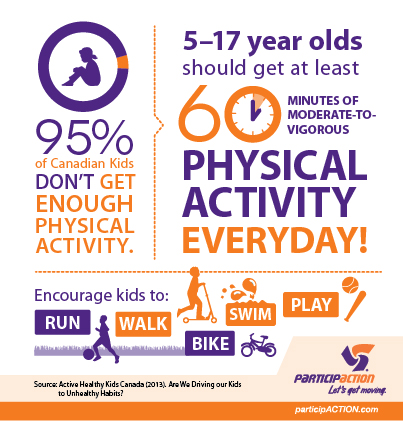 95%
of Canadian Kids
DON'T GET
ENOUGH
PHYSICAL
ACTIVITY.
5–17 year olds
should get at least
60 MINUTES OF
MODERATE-TO-
VIGOROUS
PHYSICAL
ACTIVITY
EVERYDAY!
Encourage kids to:
RUN
WALK
BIKE
SWIM
PLAY
Source: Active Healthy Kids Canada (2013). Are We Driving our Kids
to Unhealthy Habits?
PARTICIPACTION
Let's get moving.
participACTION.com